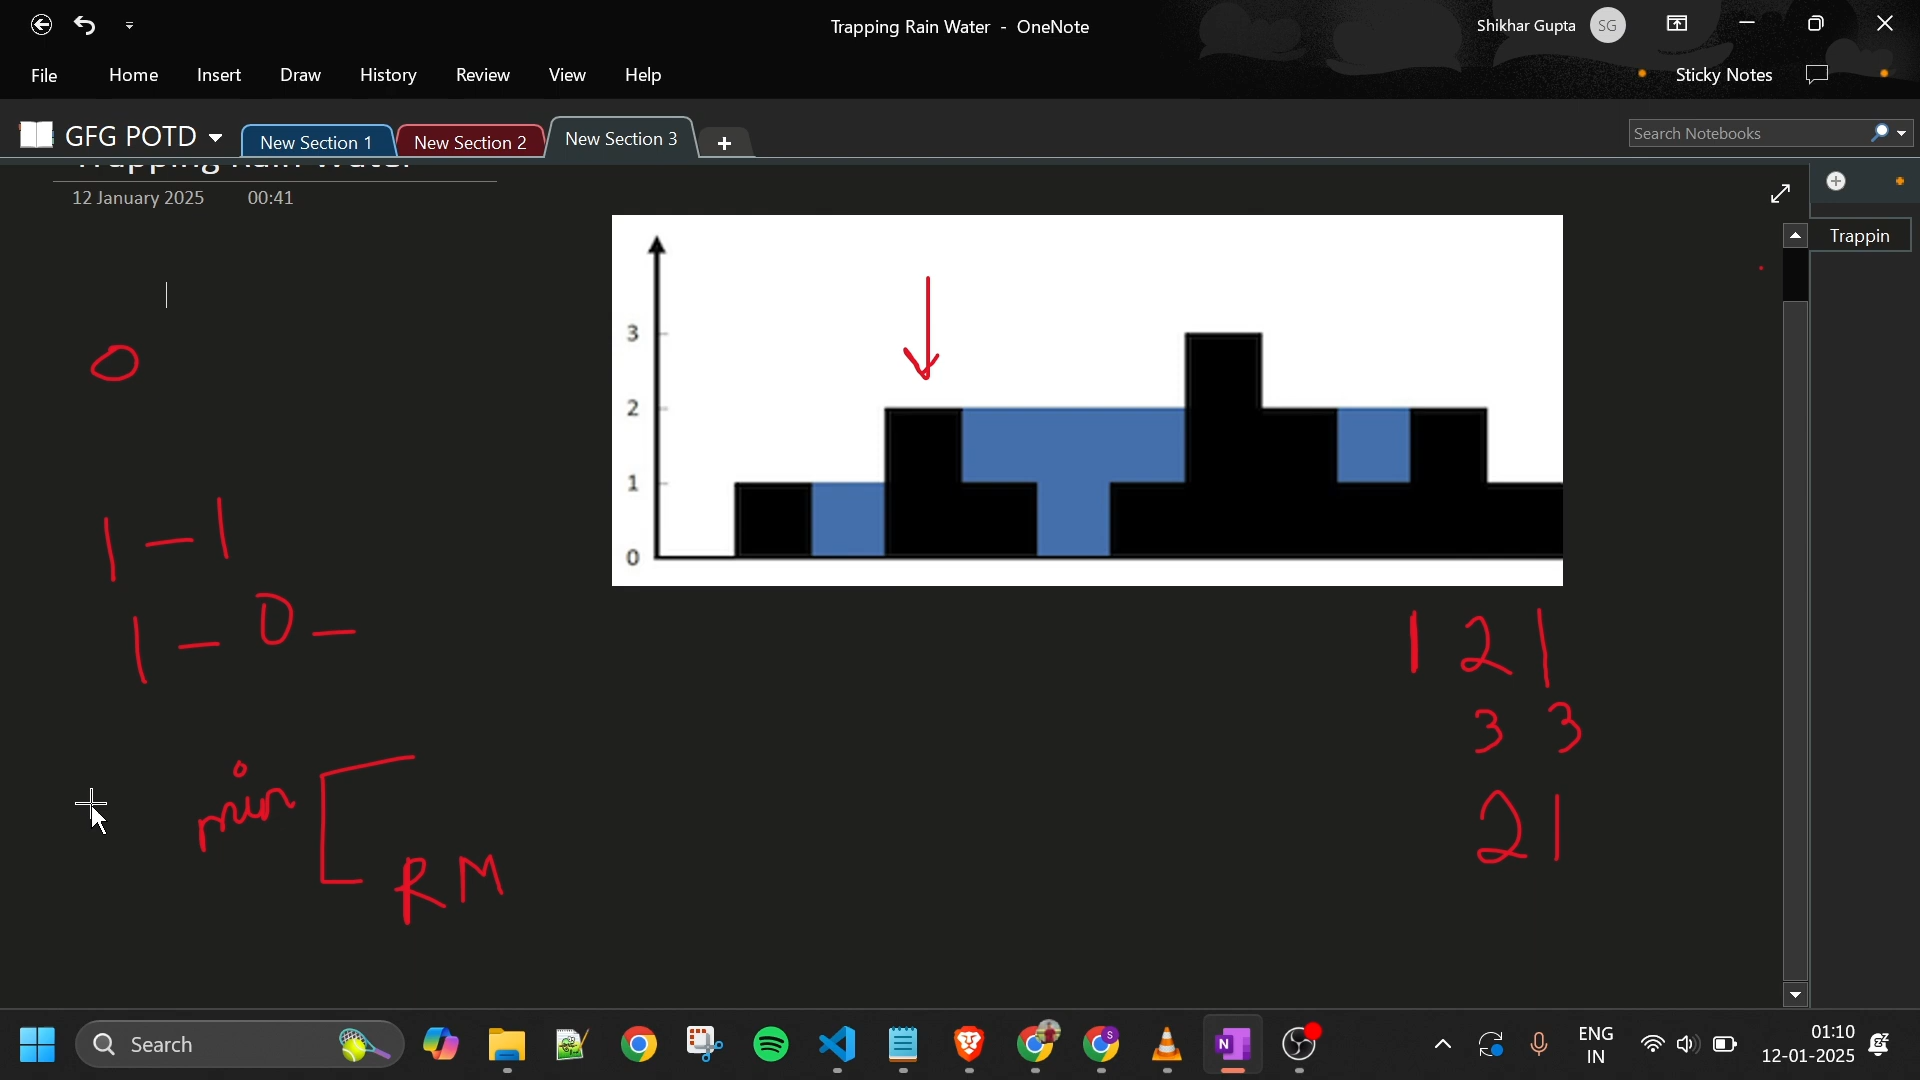 Trapping Rain Water - OneNote
Shikhar Gupta
SG
File Home Insert Draw History Review View Help
Sticky Notes
GFG POTD
New Section 1
New Section 2
New Section 3
+
Search Notebooks
Trapping Rain Water
12 January 2025 00:41
Trappin
3
2
1
0
0
1 - 1
1 - 0 -
min
RM
1 2 1
3 3
2 1
Search
ENG
IN
01:10
12-01-2025